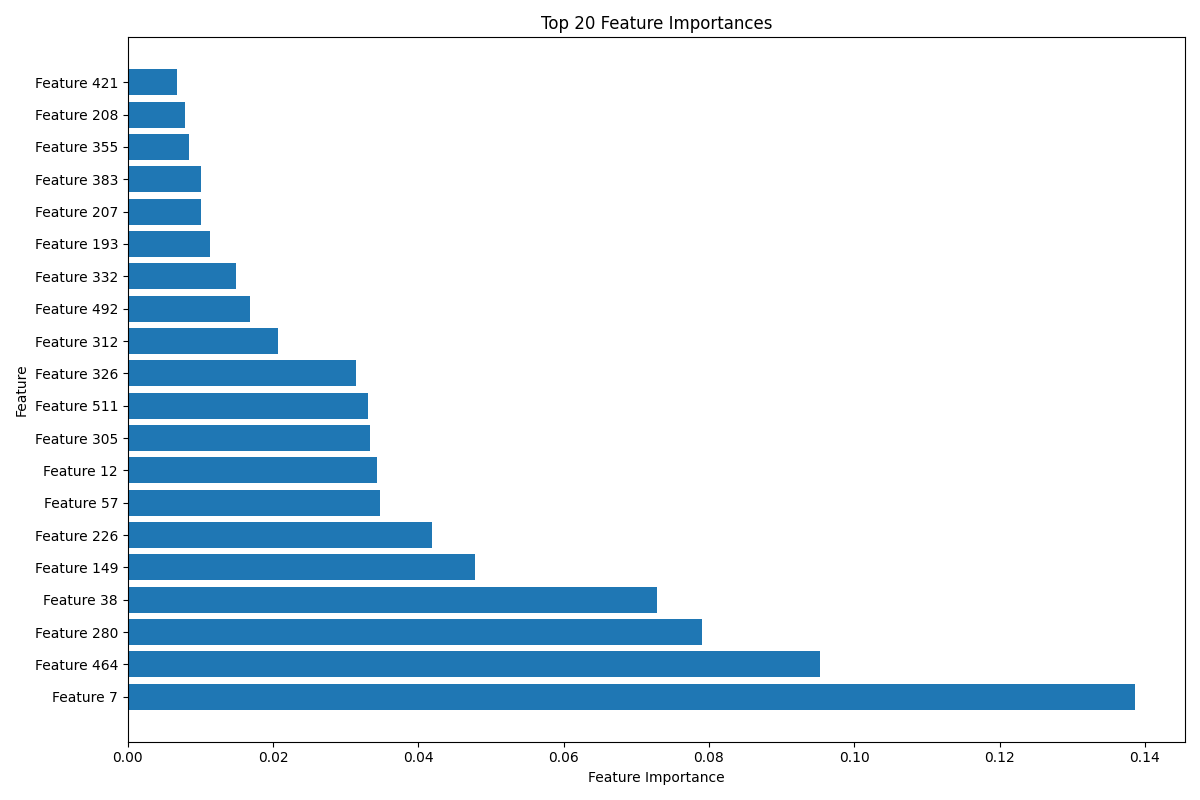 Top 20 Feature Importances
Feature
Feature 421
Feature 208
Feature 355
Feature 383
Feature 207
Feature 193
Feature 332
Feature 492
Feature 312
Feature 326
Feature 511
Feature 305
Feature 12
Feature 57
Feature 226
Feature 149
Feature 38
Feature 280
Feature 464
Feature 7
0.00 0.02 0.04 0.06 0.08 0.10 0.12 0.14
Feature Importance